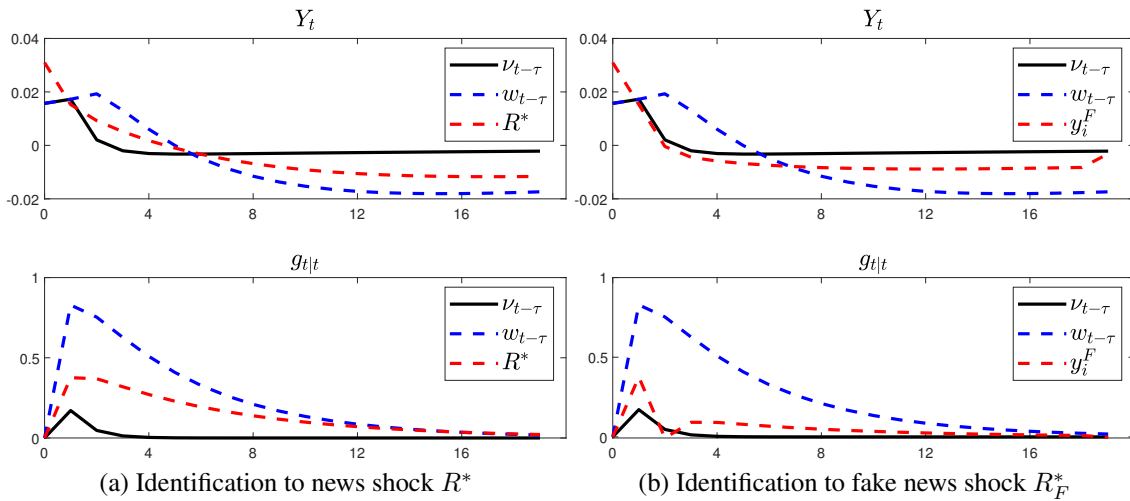 Y_t
0.04
0.02
0
-0.02
0 4 8 12 16
ν_{t−τ}
w_{t−τ}
R*
Y_t
0.04
0.02
0
-0.02
0 4 8 12 16
ν_{t−τ}
w_{t−τ}
y_i^F
g_{t|t}
1
0.5
0
0 4 8 12 16
ν_{t−τ}
w_{t−τ}
R*
g_{t|t}
1
0.5
0
0 4 8 12 16
ν_{t−τ}
w_{t−τ}
y_i^F
(a) Identification to news shock R*
(b) Identification to fake news shock R*_F